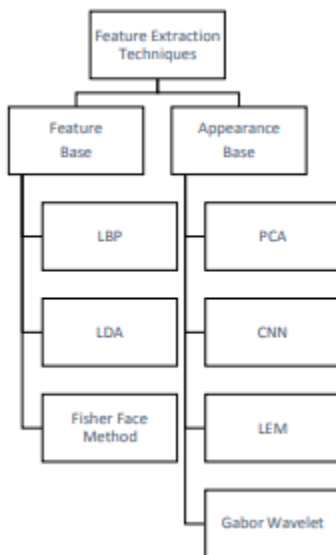 Feature Extraction
Techniques
Feature
Base
Appearance
Base
LBP
PCA
LDA
CNN
Fisher Face
Method
LEM
Gabor Wavelet